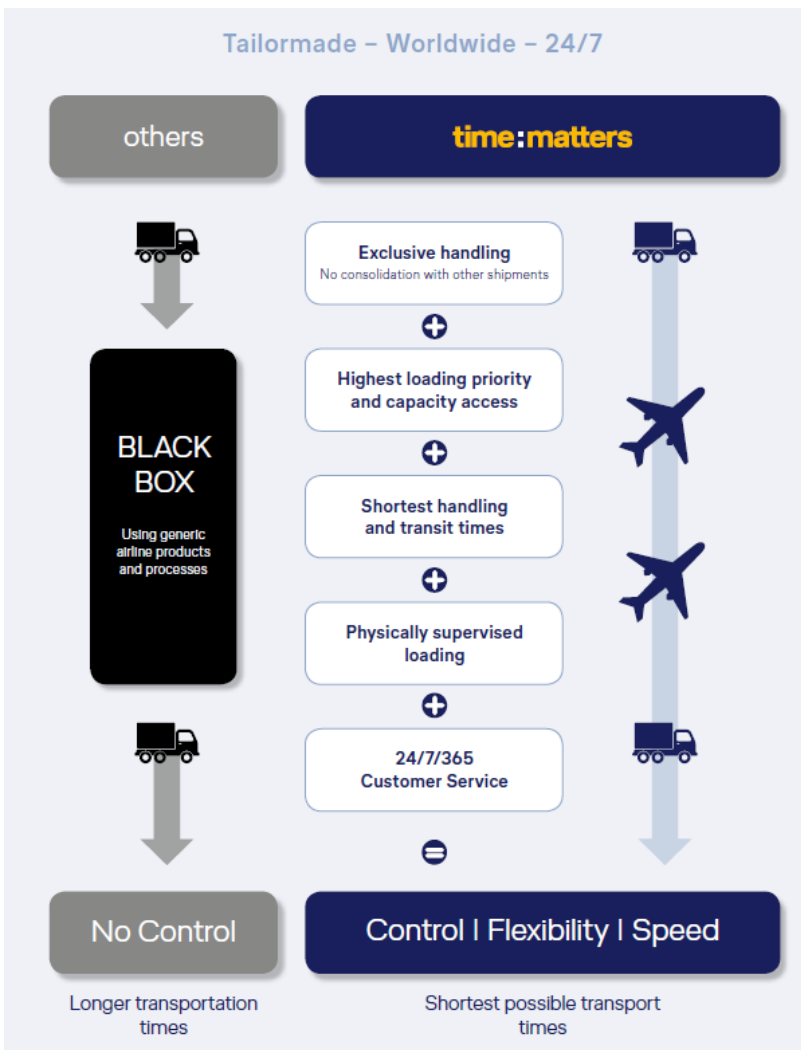 Tailormade – Worldwide – 24/7
others
time:matters
Exclusive handling
No consolidation with other shipments
Highest loading priority
and capacity access
BLACK
BOX
Using generic
airline products
and processes
Shortest handling
and transit times
Physically supervised
loading
24/7/365
Customer Service
No Control
Control | Flexibility | Speed
Longer transportation
times
Shortest possible transport
times